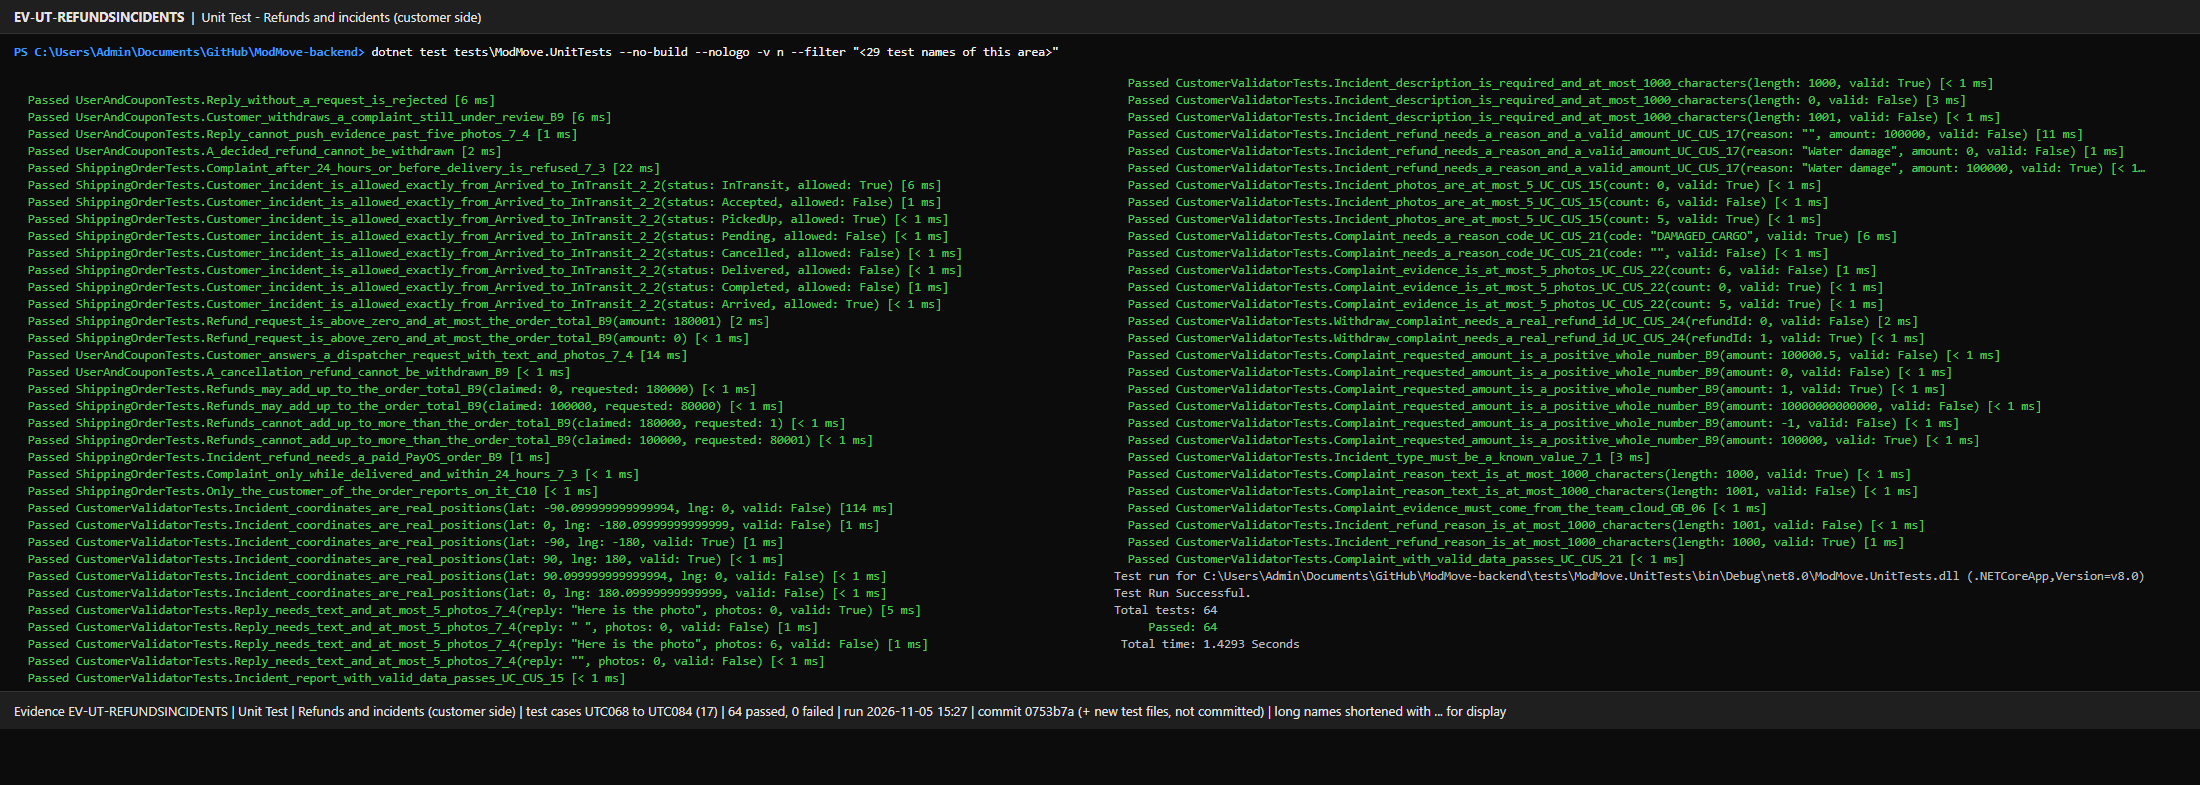 EV-UT-REFUNDSINCIDENTS | Unit Test - Refunds and incidents (customer side)
PS C:\Users\Admin\Documents\GitHub\ModMove-backend> dotnet test tests\ModMove.UnitTests --no-build --nologo -v n --filter "<29 test names of this area>"
Passed UserAndCouponTests.Reply_without_a_request_is_rejected [6 ms]
Passed UserAndCouponTests.Customer_withdraws_a_complaint_still_under_review_B9 [6 ms]
Passed UserAndCouponTests.Reply_cannot_push_evidence_past_five_photos_7_4 [1 ms]
Passed UserAndCouponTests.A_decided_refund_cannot_be_withdrawn [2 ms]
Passed ShippingOrderTests.Complaint_after_24_hours_or_before_delivery_is_refused_7_3 [22 ms]
Passed ShippingOrderTests.Customer_incident_is_allowed_exactly_from_Arrived_to_InTransit_2_2(status: InTransit, allowed: True) [6 ms]
Passed ShippingOrderTests.Customer_incident_is_allowed_exactly_from_Arrived_to_InTransit_2_2(status: Accepted, allowed: False) [1 ms]
Passed ShippingOrderTests.Customer_incident_is_allowed_exactly_from_Arrived_to_InTransit_2_2(status: PickedUp, allowed: True) [< 1 ms]
Passed ShippingOrderTests.Customer_incident_is_allowed_exactly_from_Arrived_to_InTransit_2_2(status: Pending, allowed: False) [< 1 ms]
Passed ShippingOrderTests.Customer_incident_is_allowed_exactly_from_Arrived_to_InTransit_2_2(status: Cancelled, allowed: False) [< 1 ms]
Passed ShippingOrderTests.Customer_incident_is_allowed_exactly_from_Arrived_to_InTransit_2_2(status: Delivered, allowed: False) [< 1 ms]
Passed ShippingOrderTests.Customer_incident_is_allowed_exactly_from_Arrived_to_InTransit_2_2(status: Completed, allowed: False) [1 ms]
Passed ShippingOrderTests.Customer_incident_is_allowed_exactly_from_Arrived_to_InTransit_2_2(status: Arrived, allowed: True) [< 1 ms]
Passed ShippingOrderTests.Refund_request_is_above_zero_and_at_most_the_order_total_B9(amount: 180001) [2 ms]
Passed ShippingOrderTests.Refund_request_is_above_zero_and_at_most_the_order_total_B9(amount: 0) [< 1 ms]
Passed UserAndCouponTests.Customer_answers_a_dispatcher_request_with_text_and_photos_7_4 [14 ms]
Passed UserAndCouponTests.A_cancellation_refund_cannot_be_withdrawn_B9 [< 1 ms]
Passed ShippingOrderTests.Refunds_may_add_up_to_the_order_total_B9(claimed: 0, requested: 180000) [< 1 ms]
Passed ShippingOrderTests.Refunds_may_add_up_to_the_order_total_B9(claimed: 100000, requested: 80000) [< 1 ms]
Passed ShippingOrderTests.Refunds_cannot_add_up_to_more_than_the_order_total_B9(claimed: 180000, requested: 1) [< 1 ms]
Passed ShippingOrderTests.Refunds_cannot_add_up_to_more_than_the_order_total_B9(claimed: 100000, requested: 80001) [< 1 ms]
Passed ShippingOrderTests.Incident_refund_needs_a_paid_PayOS_order_B9 [1 ms]
Passed ShippingOrderTests.Complaint_only_while_delivered_and_within_24_hours_7_3 [< 1 ms]
Passed ShippingOrderTests.Only_the_customer_of_the_order_reports_on_it_C10 [< 1 ms]
Passed CustomerValidatorTests.Incident_coordinates_are_real_positions(lat: -90.099999999999994, lng: 0, valid: False) [114 ms]
Passed CustomerValidatorTests.Incident_coordinates_are_real_positions(lat: 0, lng: -180.09999999999999, valid: False) [1 ms]
Passed CustomerValidatorTests.Incident_coordinates_are_real_positions(lat: -90, lng: -180, valid: True) [1 ms]
Passed CustomerValidatorTests.Incident_coordinates_are_real_positions(lat: 90, lng: 180, valid: True) [< 1 ms]
Passed CustomerValidatorTests.Incident_coordinates_are_real_positions(lat: 90.099999999999994, lng: 0, valid: False) [< 1 ms]
Passed CustomerValidatorTests.Incident_coordinates_are_real_positions(lat: 0, lng: 180.09999999999999, valid: False) [< 1 ms]
Passed CustomerValidatorTests.Reply_needs_text_and_at_most_5_photos_7_4(reply: "Here is the photo", photos: 0, valid: True) [5 ms]
Passed CustomerValidatorTests.Reply_needs_text_and_at_most_5_photos_7_4(reply: " ", photos: 0, valid: False) [1 ms]
Passed CustomerValidatorTests.Reply_needs_text_and_at_most_5_photos_7_4(reply: "Here is the photo", photos: 6, valid: False) [1 ms]
Passed CustomerValidatorTests.Reply_needs_text_and_at_most_5_photos_7_4(reply: "", photos: 0, valid: False) [< 1 ms]
Passed CustomerValidatorTests.Incident_report_with_valid_data_passes_UC_CUS_15 [< 1 ms]
Passed CustomerValidatorTests.Incident_description_is_required_and_at_most_1000_characters(length: 1000, valid: True) [< 1 ms]
Passed CustomerValidatorTests.Incident_description_is_required_and_at_most_1000_characters(length: 0, valid: False) [3 ms]
Passed CustomerValidatorTests.Incident_description_is_required_and_at_most_1000_characters(length: 1001, valid: False) [< 1 ms]
Passed CustomerValidatorTests.Incident_refund_needs_a_reason_and_a_valid_amount_UC_CUS_17(reason: "", amount: 100000, valid: False) [11 ms]
Passed CustomerValidatorTests.Incident_refund_needs_a_reason_and_a_valid_amount_UC_CUS_17(reason: "Water damage", amount: 0, valid: False) [1 ms]
Passed CustomerValidatorTests.Incident_refund_needs_a_reason_and_a_valid_amount_UC_CUS_17(reason: "Water damage", amount: 100000, valid: True) [< 1…
Passed CustomerValidatorTests.Incident_photos_are_at_most_5_UC_CUS_15(count: 0, valid: True) [< 1 ms]
Passed CustomerValidatorTests.Incident_photos_are_at_most_5_UC_CUS_15(count: 6, valid: False) [< 1 ms]
Passed CustomerValidatorTests.Incident_photos_are_at_most_5_UC_CUS_15(count: 5, valid: True) [< 1 ms]
Passed CustomerValidatorTests.Complaint_needs_a_reason_code_UC_CUS_21(code: "DAMAGED_CARGO", valid: True) [6 ms]
Passed CustomerValidatorTests.Complaint_needs_a_reason_code_UC_CUS_21(code: "", valid: False) [< 1 ms]
Passed CustomerValidatorTests.Complaint_evidence_is_at_most_5_photos_UC_CUS_22(count: 6, valid: False) [1 ms]
Passed CustomerValidatorTests.Complaint_evidence_is_at_most_5_photos_UC_CUS_22(count: 0, valid: True) [< 1 ms]
Passed CustomerValidatorTests.Complaint_evidence_is_at_most_5_photos_UC_CUS_22(count: 5, valid: True) [< 1 ms]
Passed CustomerValidatorTests.Withdraw_complaint_needs_a_real_refund_id_UC_CUS_24(refundId: 0, valid: False) [2 ms]
Passed CustomerValidatorTests.Withdraw_complaint_needs_a_real_refund_id_UC_CUS_24(refundId: 1, valid: True) [< 1 ms]
Passed CustomerValidatorTests.Complaint_requested_amount_is_a_positive_whole_number_B9(amount: 100000.5, valid: False) [< 1 ms]
Passed CustomerValidatorTests.Complaint_requested_amount_is_a_positive_whole_number_B9(amount: 0, valid: False) [< 1 ms]
Passed CustomerValidatorTests.Complaint_requested_amount_is_a_positive_whole_number_B9(amount: 1, valid: True) [< 1 ms]
Passed CustomerValidatorTests.Complaint_requested_amount_is_a_positive_whole_number_B9(amount: 10000000000000, valid: False) [< 1 ms]
Passed CustomerValidatorTests.Complaint_requested_amount_is_a_positive_whole_number_B9(amount: -1, valid: False) [< 1 ms]
Passed CustomerValidatorTests.Complaint_requested_amount_is_a_positive_whole_number_B9(amount: 100000, valid: True) [< 1 ms]
Passed CustomerValidatorTests.Incident_type_must_be_a_known_value_7_1 [3 ms]
Passed CustomerValidatorTests.Complaint_reason_text_is_at_most_1000_characters(length: 1000, valid: True) [< 1 ms]
Passed CustomerValidatorTests.Complaint_reason_text_is_at_most_1000_characters(length: 1001, valid: False) [< 1 ms]
Passed CustomerValidatorTests.Complaint_evidence_must_come_from_the_team_cloud_GB_06 [< 1 ms]
Passed CustomerValidatorTests.Incident_refund_reason_is_at_most_1000_characters(length: 1001, valid: False) [< 1 ms]
Passed CustomerValidatorTests.Incident_refund_reason_is_at_most_1000_characters(length: 1000, valid: True) [1 ms]
Passed CustomerValidatorTests.Complaint_with_valid_data_passes_UC_CUS_21 [< 1 ms]
Test run for C:\Users\Admin\Documents\GitHub\ModMove-backend\tests\ModMove.UnitTests\bin\Debug\net8.0\ModMove.UnitTests.dll (.NETCoreApp,Version=v8.0)
Test Run Successful.
Total tests: 64
Passed: 64
Total time: 1.4293 Seconds
Evidence EV-UT-REFUNDSINCIDENTS | Unit Test | Refunds and incidents (customer side) | test cases UTC068 to UTC084 (17) | 64 passed, 0 failed | run 2026-11-05 15:27 | commit 0753b7a (+ new test files, not committed) | long names shortened with … for display